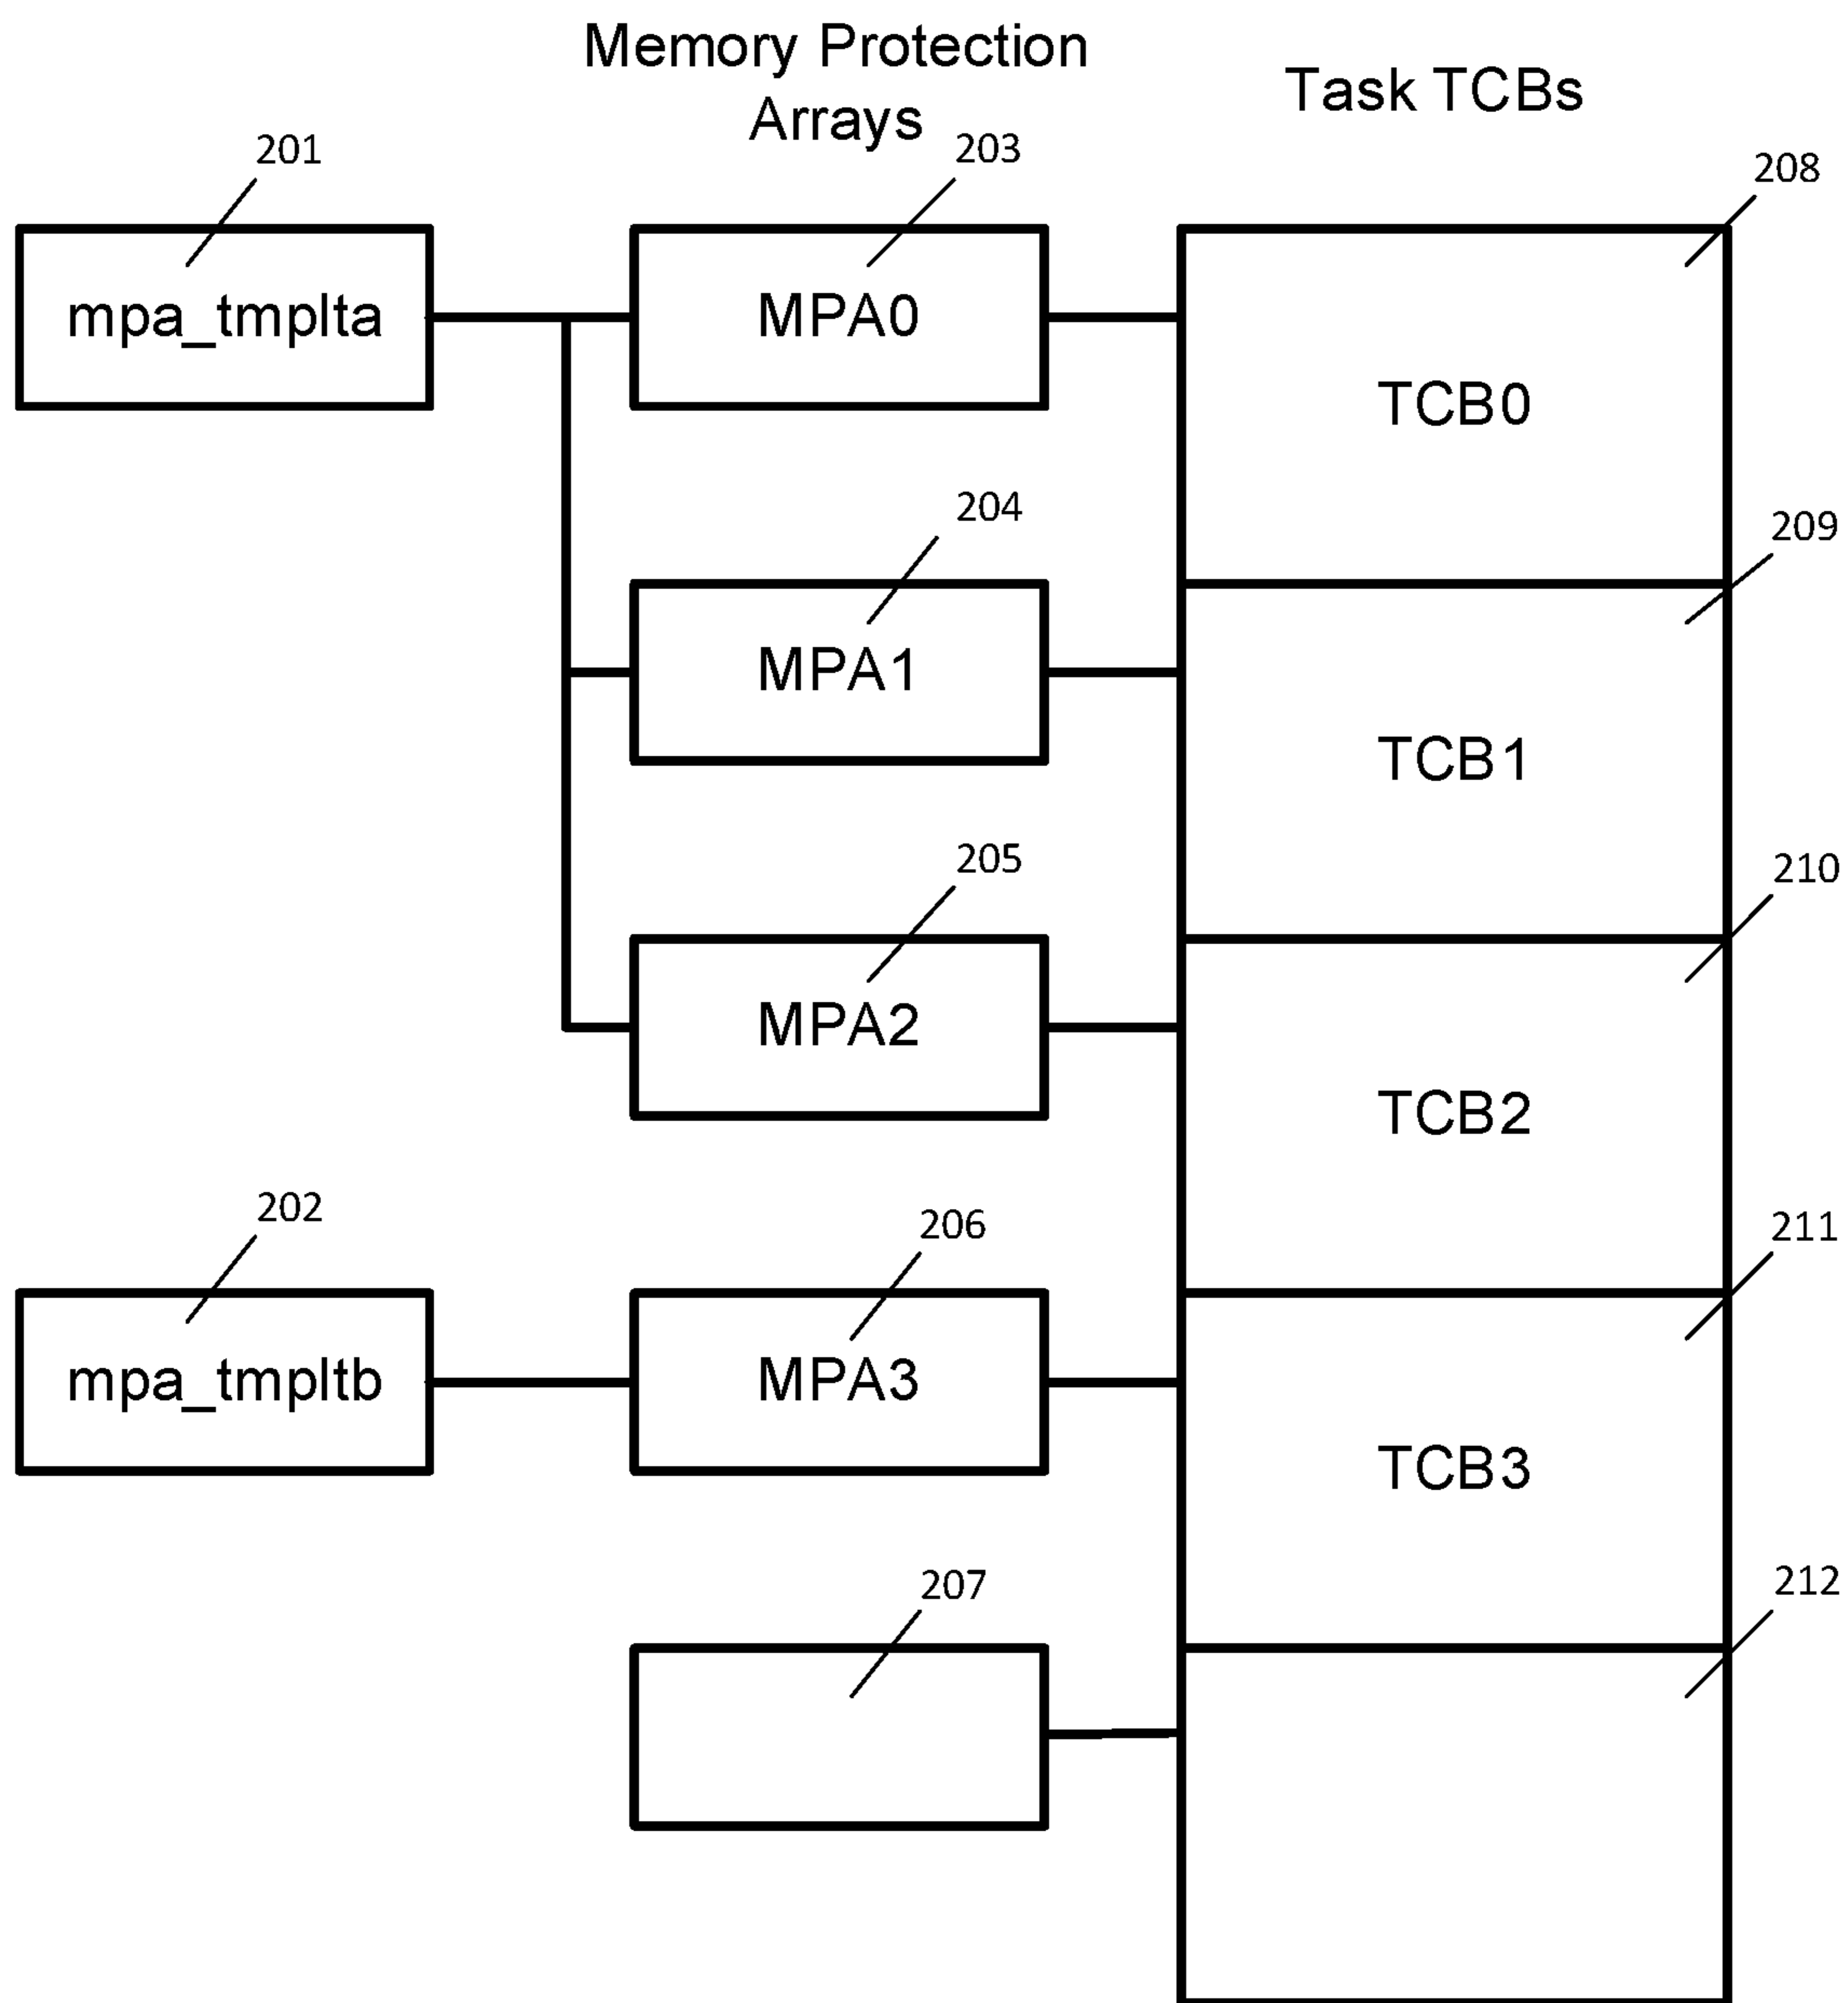 Memory Protection
Arrays
Task TCBs
201
203
208
mpa_tmplta
MPA0
TCB0
204
209
MPA1
TCB1
205
210
MPA2
TCB2
202
206
211
mpa_tmpltb
MPA3
TCB3
207
212